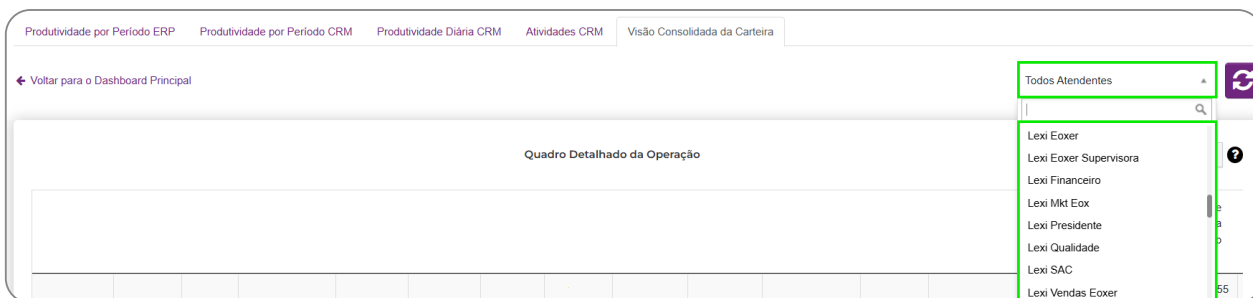 Produtividade por Período ERP Produtividade por Período CRM Produtividade Diária CRM Atividades CRM Visão Consolidada da Carteira
Voltar para o Dashboard Principal
Todos Atendentes
Quadro Detalhado da Operação
Lexi Eoxer
Lexi Eoxer Supervisora
Lexi Financeiro
Lexi Mkt Eox
Lexi Presidente
Lexi Qualidade
Lexi SAC
Lexi Vendas Eoxer
55